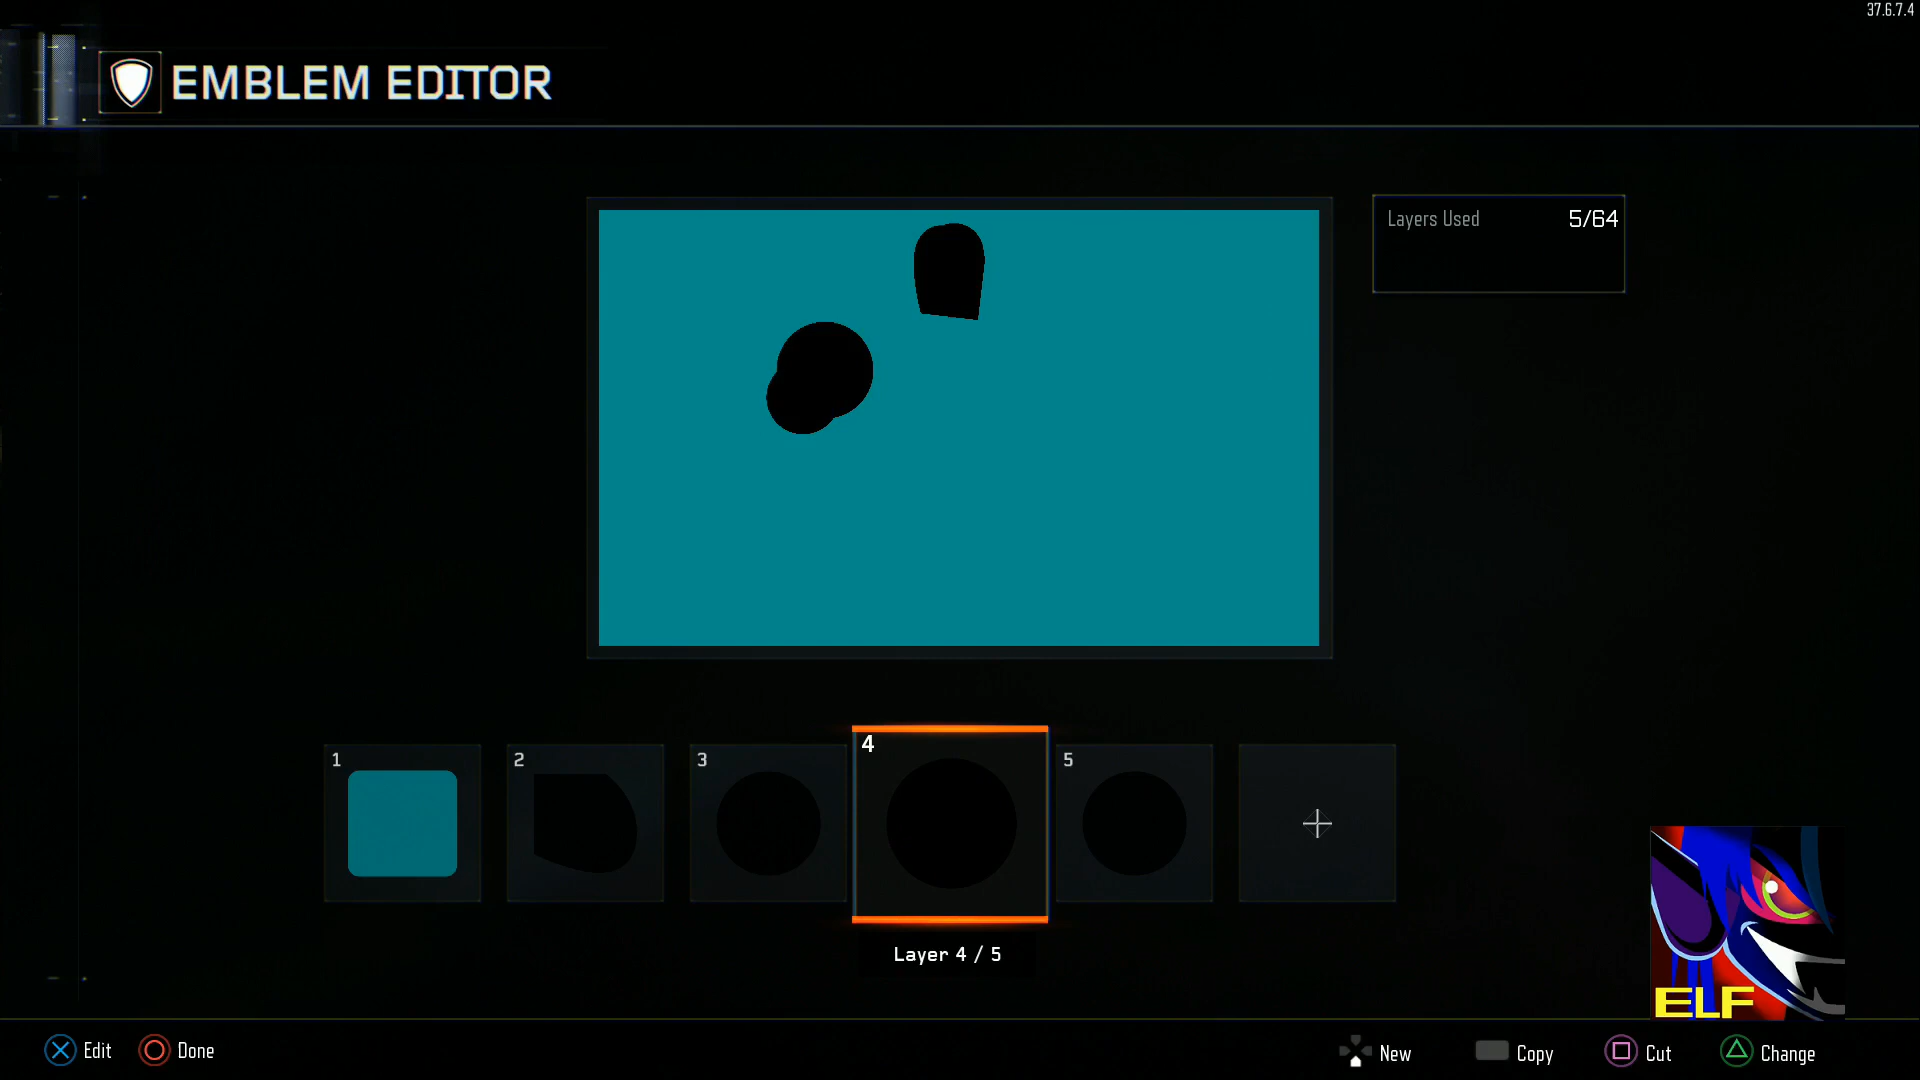 37.6.7.4
EMBLEM EDITOR
Layers Used 5/64
1 2 3 4 5
Layer 4 / 5
ELF
Edit Done New Copy Cut Change